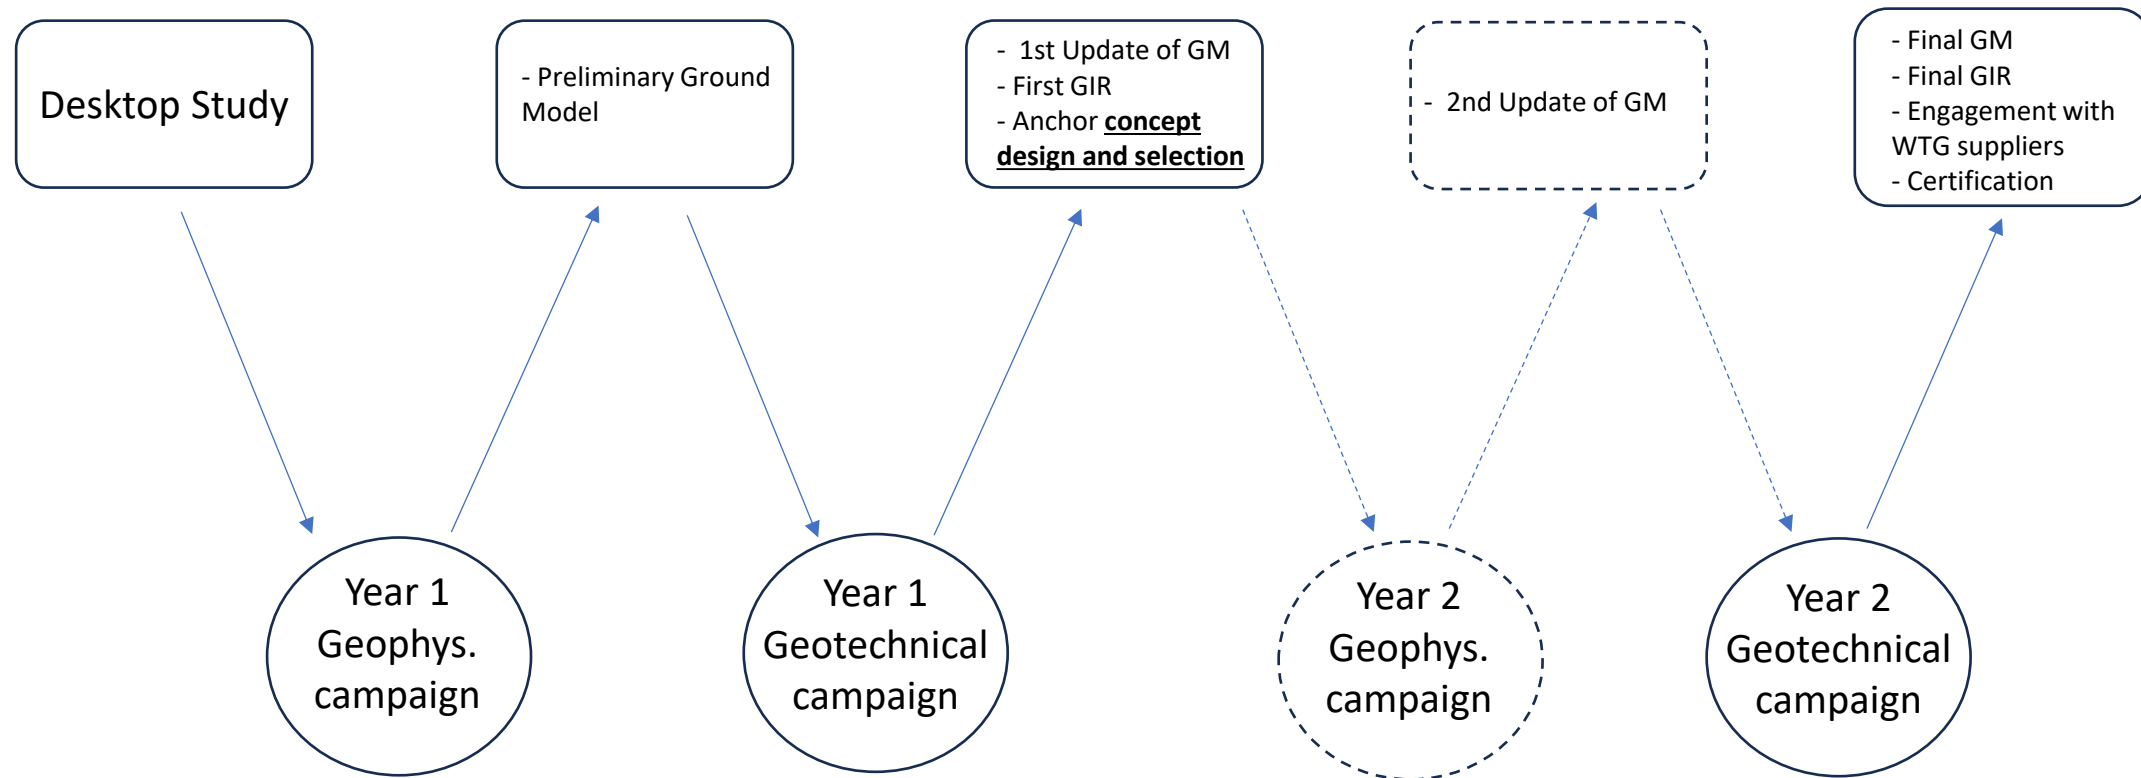 Desktop Study
- Preliminary Ground
Model
- 1st Update of GM
- First GIR
- Anchor concept
design and selection
- 2nd Update of GM
- Final GM
- Final GIR
- Engagement with
WTG suppliers
- Certification
Year 1
Geophys.
campaign
Year 1
Geotechnical
campaign
Year 2
Geophys.
campaign
Year 2
Geotechnical
campaign